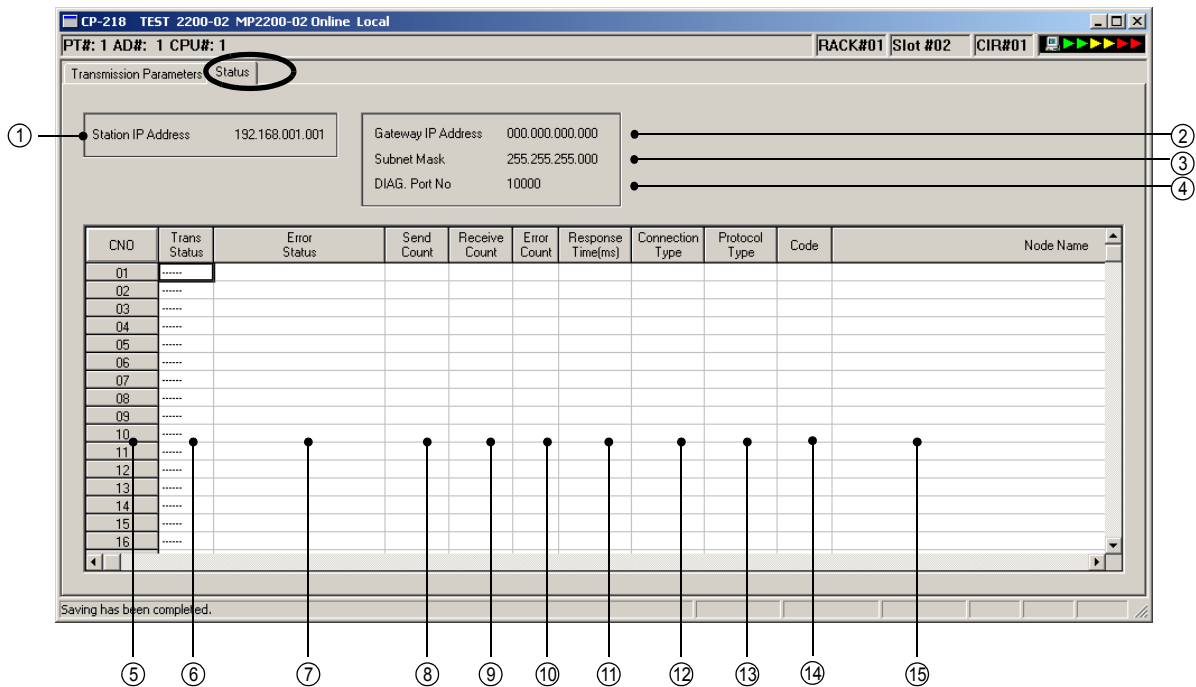 CP-218 TEST 2200-02 MP2200-02 Online Local
PT#: 1 AD#: 1 CPU#: 1 RACK#01 Slot #02 CIR#01
Transmission Parameters Status
① Station IP Address 192.168.001.001 Gateway IP Address 000.000.000.000 ②
Subnet Mask 255.255.255.000 ③
DIAG. Port No 10000 ④
CNO Trans Status Error Status Send Count Receive Count Error Count Response Time(ms) Connection Type Protocol Type Code Node Name
01 ------
02 ------
03 ------
04 ------
05 ------
06 ------
07 ------
08 ------
09 ------
10 ------
11 ------
12 ------
13 ------
14 ------
15 ------
16 ------
Saving has been completed.
⑤ ⑥ ⑦ ⑧ ⑨ ⑩ ⑪ ⑫ ⑬ ⑭ ⑮